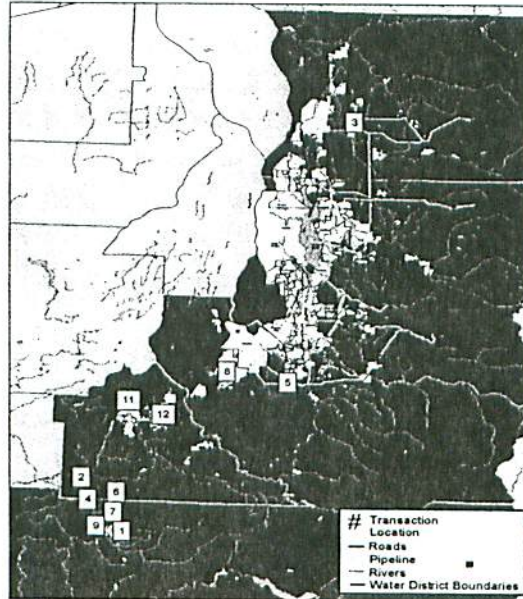 3
8
5
11
12
2
6
4
7
9
1
# Transaction
Location
Roads
Pipeline
Rivers
Water District Boundaries